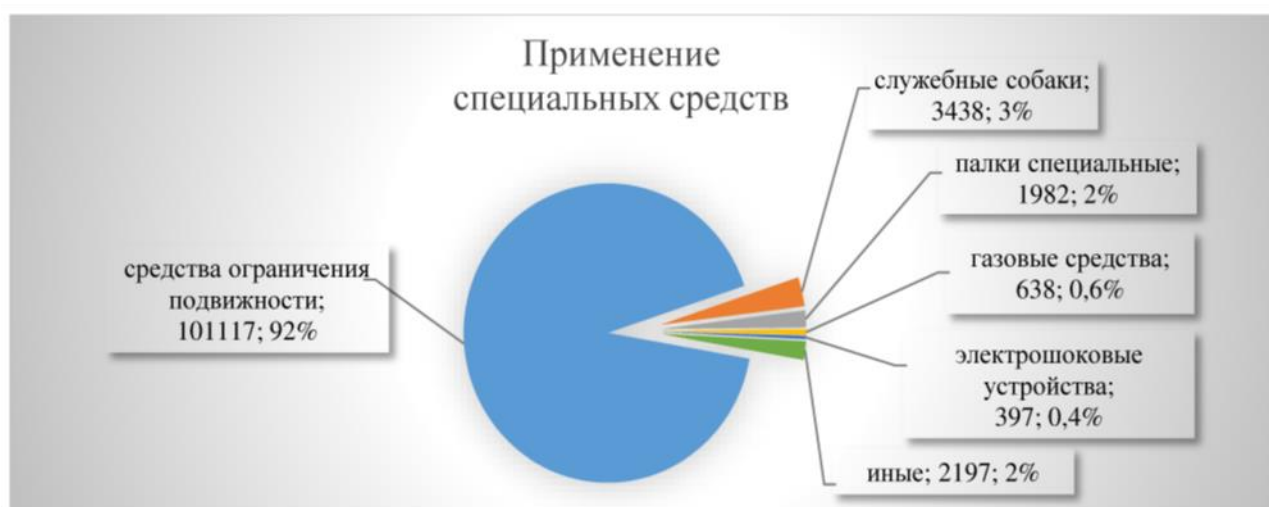 Применение
специальных средств
служебные собаки;
3438; 3%
палки специальные;
1982; 2%
газовые средства;
638; 0,6%
средства ограничения
подвижности;
101117; 92%
электрошоковые
устройства;
397; 0,4%
иные; 2197; 2%